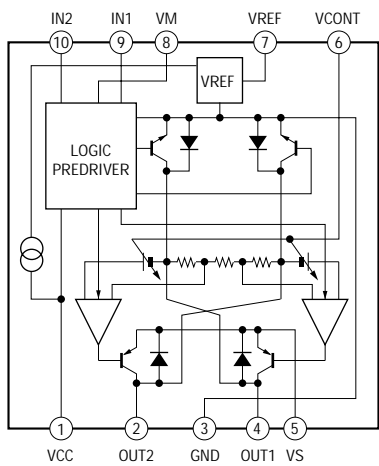 IN2 IN1 VM VREF VCONT
10 9 8 7 6
VREF
LOGIC
PREDRIVER
1 2 3 4 5
VCC OUT2 GND OUT1 VS